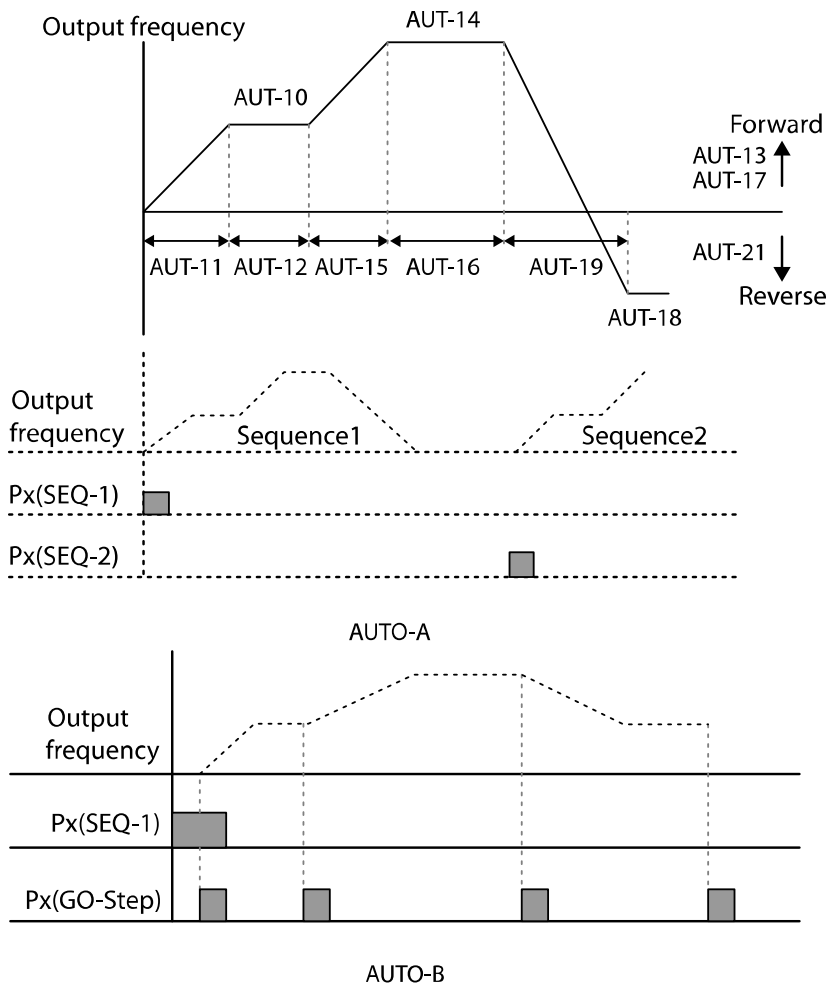 Output frequency
AUT-14
AUT-10
Forward
AUT-13
AUT-17
AUT-11
AUT-12
AUT-15
AUT-16
AUT-19
AUT-21
Reverse
AUT-18
Output
frequency
Sequence1
Sequence2
Px(SEQ-1)
Px(SEQ-2)
AUTO-A
Output
frequency
Px(SEQ-1)
Px(GO-Step)
AUTO-B